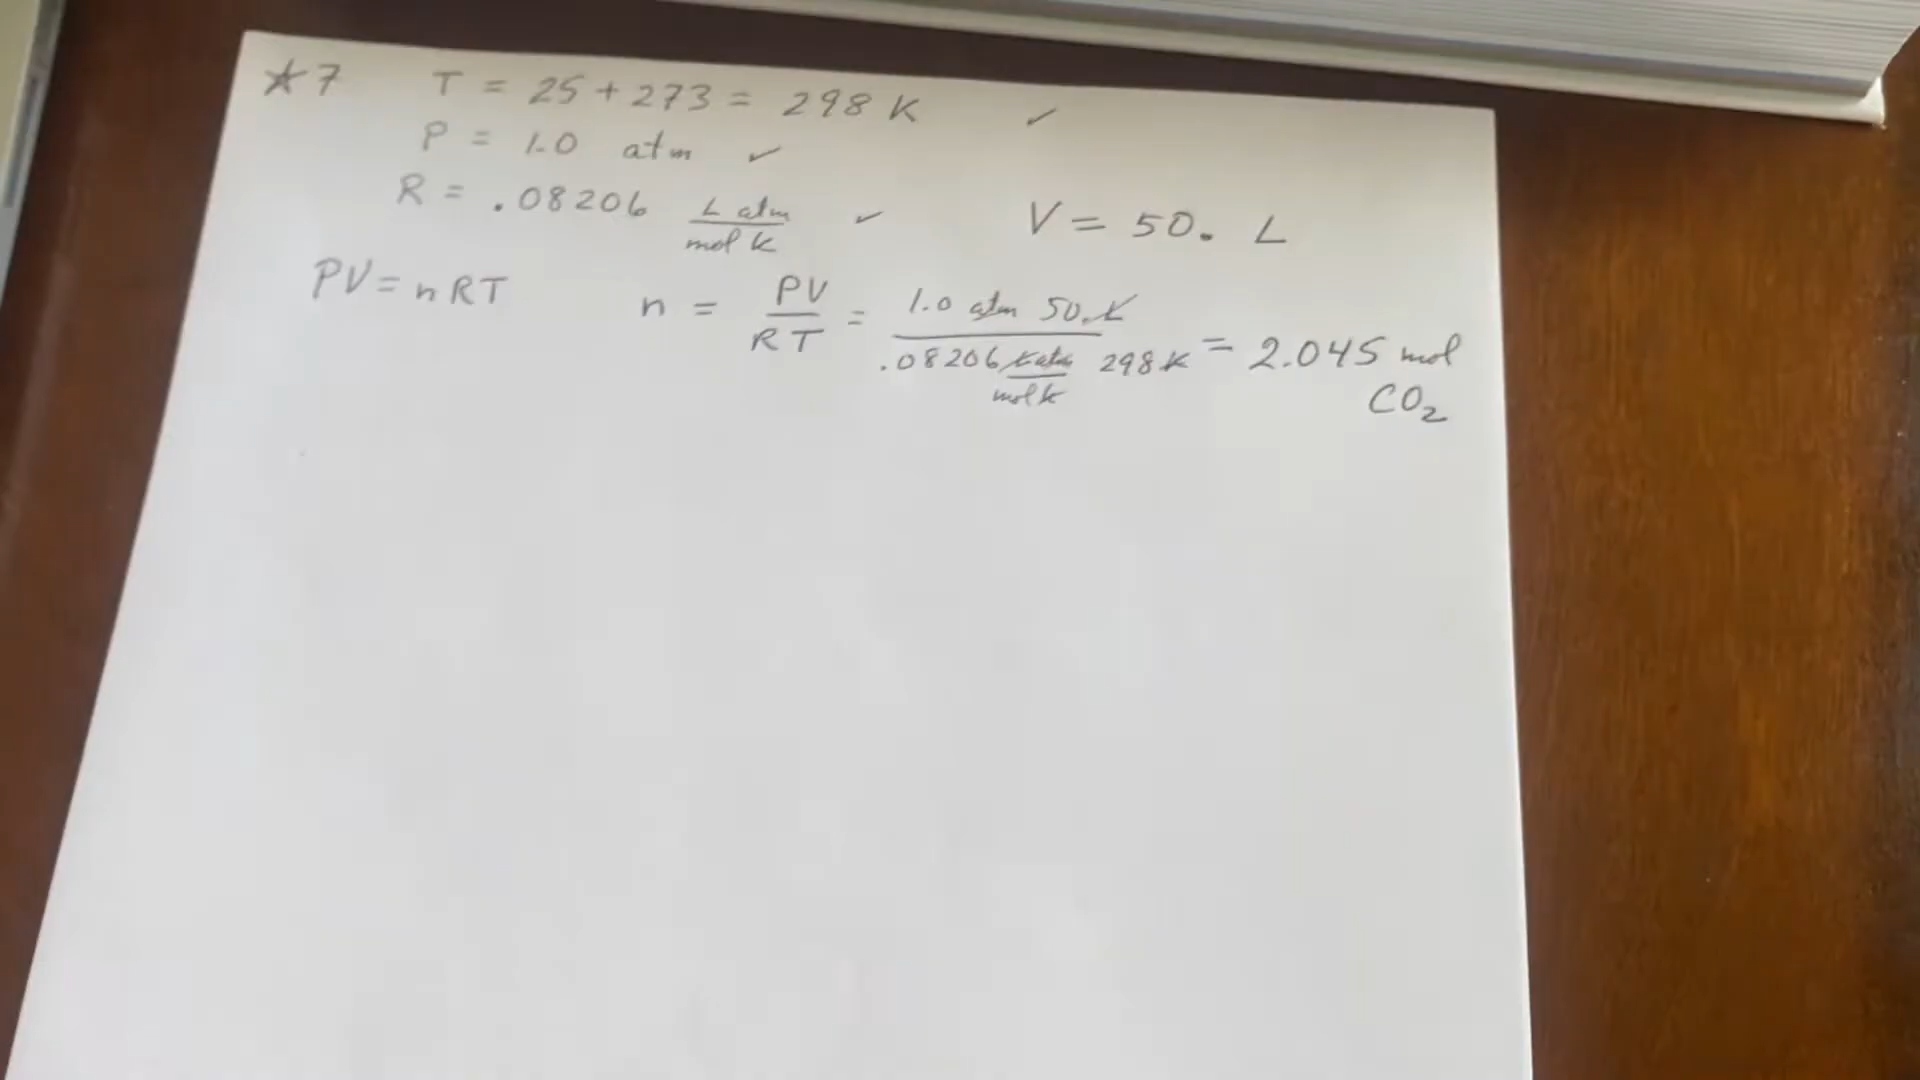 ★7 T = 25 + 273 = 298 K ✓
P = 1.0 atm ✓
R = .08206 L atm / mol K ✓ V = 50. L
PV = nRT n = PV / RT = 1.0 atm 50. L / .08206 L atm / mol K 298 K = 2.045 mol
CO₂